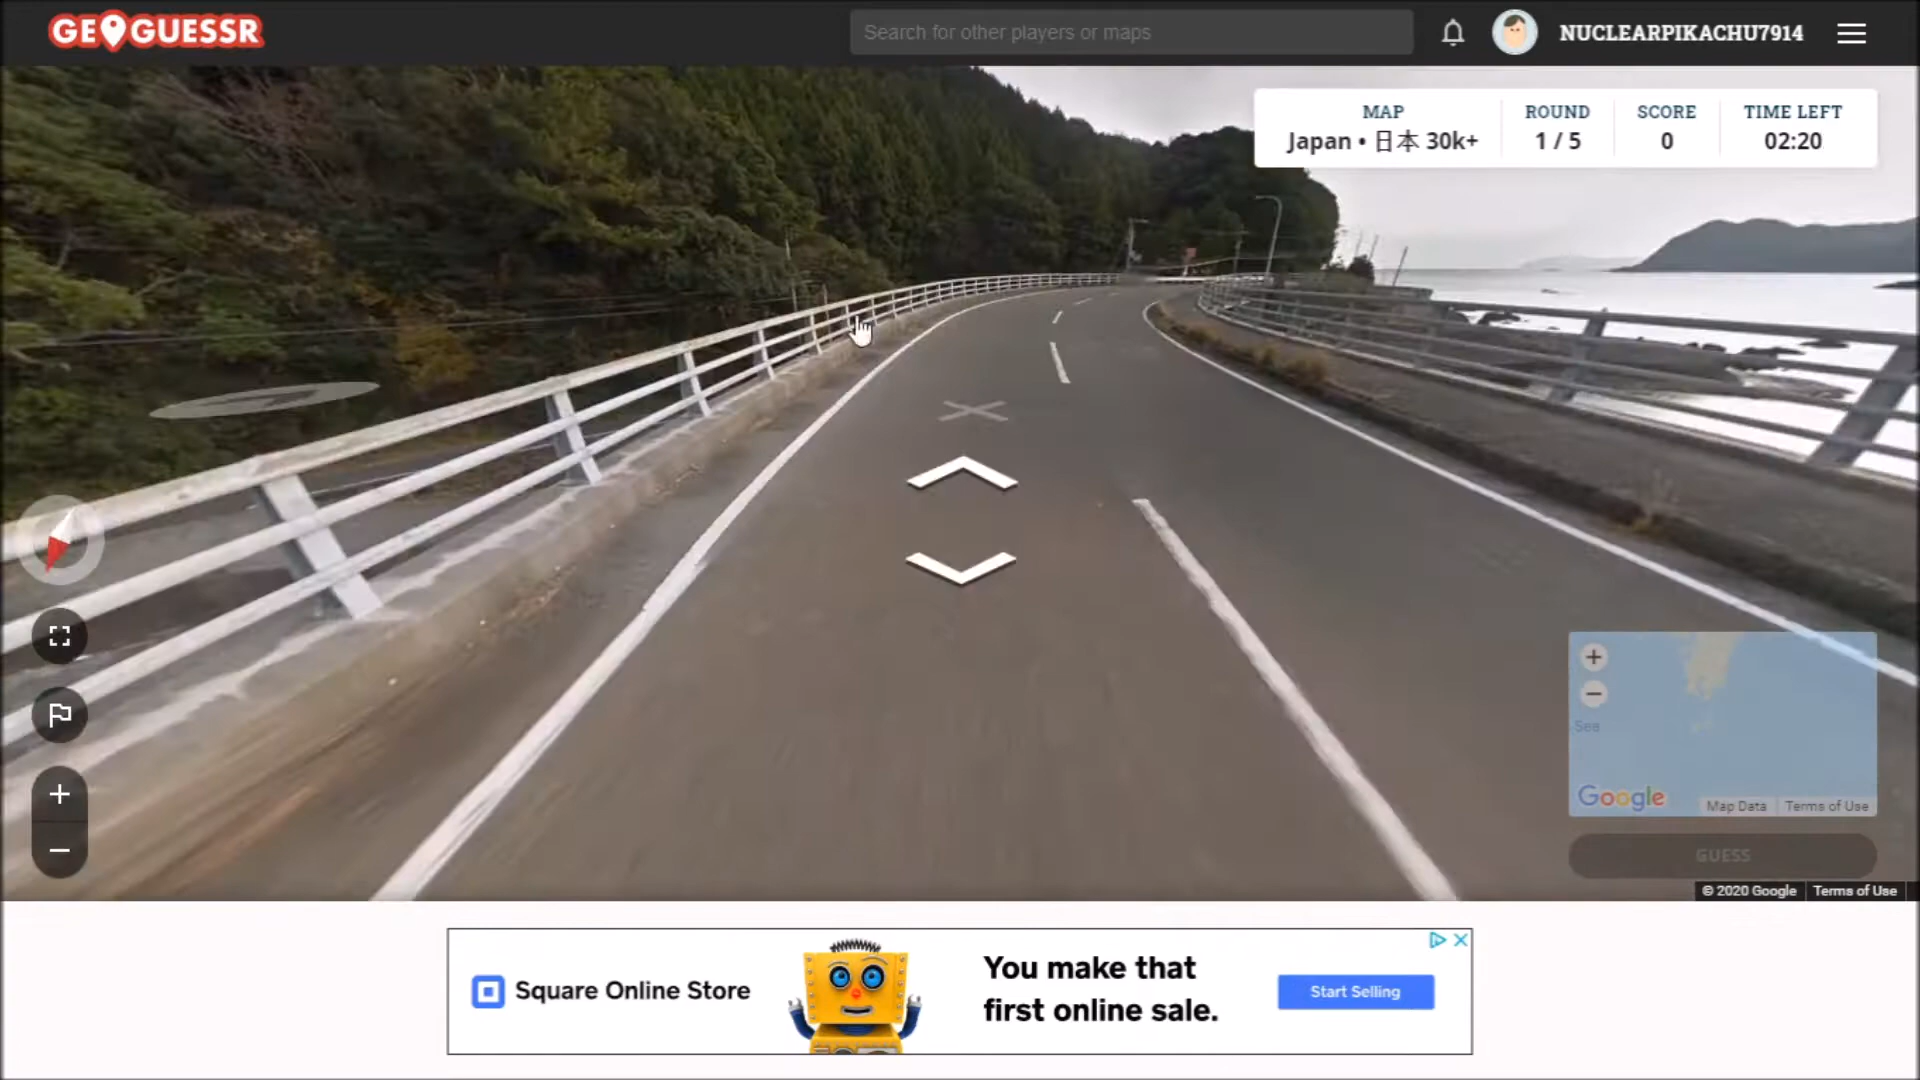 GEOGUESSR
Search for other players or maps
NUCLEARPIKACHU7914
MAP
Japan • 日本 30k+
ROUND
1 / 5
SCORE
0
TIME LEFT
02:20
Sea
Google
Map Data
Terms of Use
GUESS
© 2020 Google
Terms of Use
Square Online Store
You make that
first online sale.
Start Selling